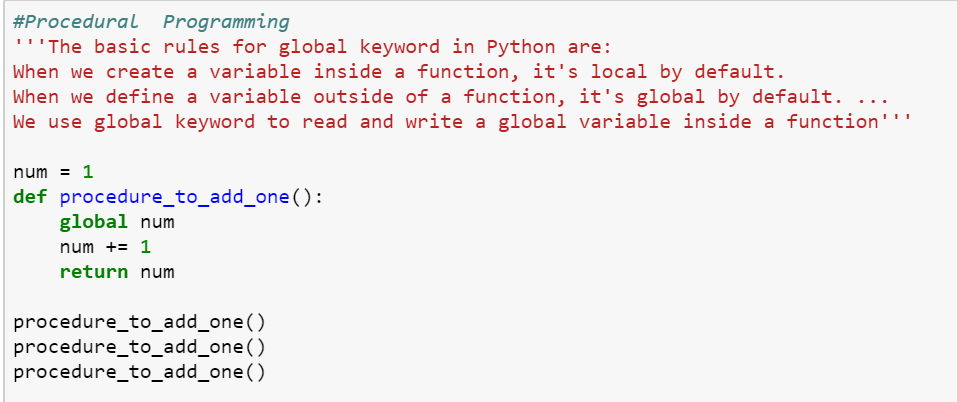 #Procedural  Programming
'''The basic rules for global keyword in Python are:
When we create a variable inside a function, it's local by default.
When we define a variable outside of a function, it's global by default. ...
We use global keyword to read and write a global variable inside a function'''

num = 1
def procedure_to_add_one():
    global num
    num += 1
    return num

procedure_to_add_one()
procedure_to_add_one()
procedure_to_add_one()